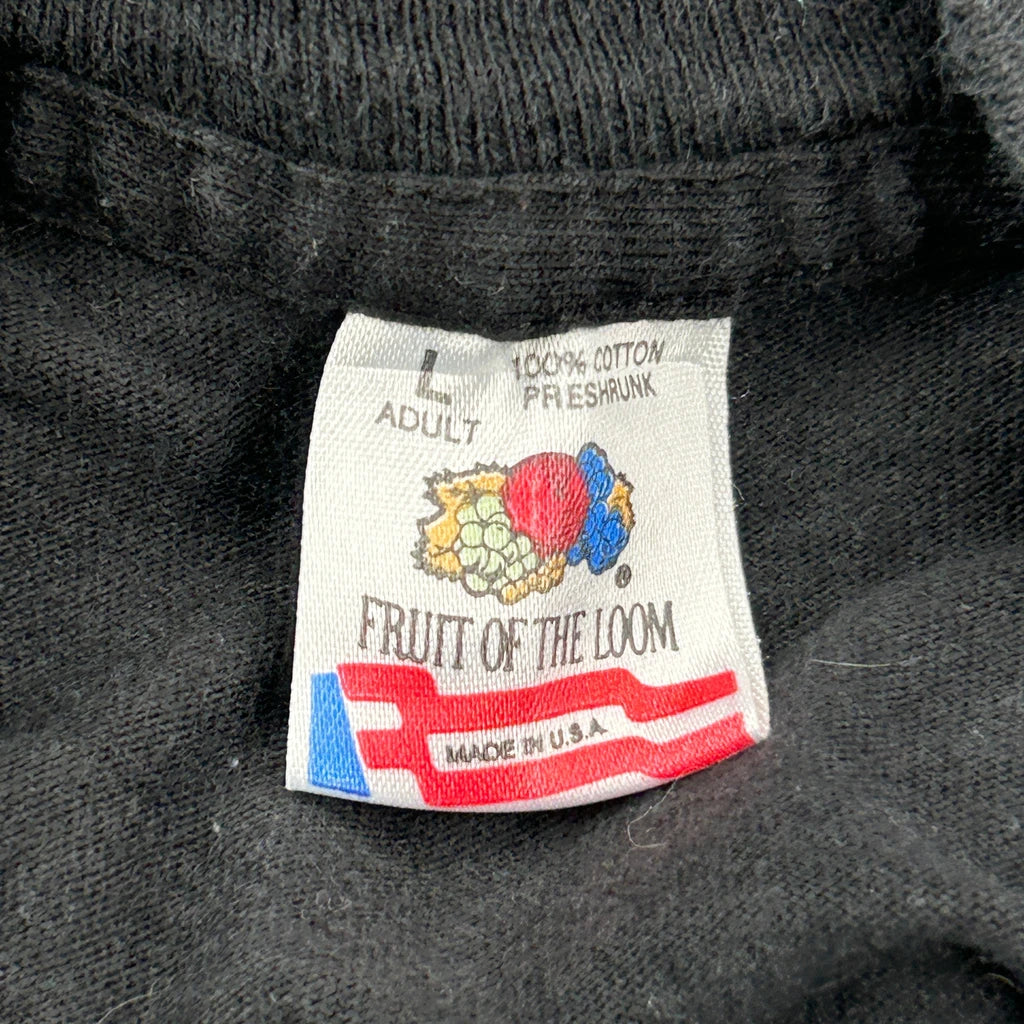 L
ADULT
100% COTTON
PRESHRUNK
®
FRUIT OF THE LOOM
MADE IN U.S.A.